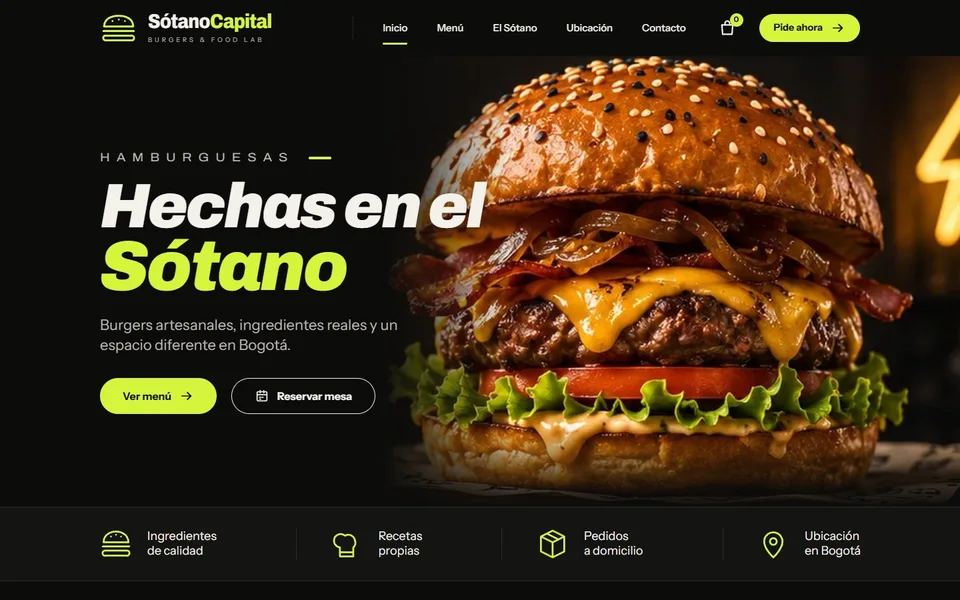 SótanoCapital
BURGERS & FOOD LAB
Inicio
Menú
El Sótano
Ubicación
Contacto
0
Pide ahora
HAMBURGUESAS
Hechas en el
Sótano
Burgers artesanales, ingredientes reales y un
espacio diferente en Bogotá.
Ver menú
Reservar mesa
Ingredientes
de calidad
Recetas
propias
Pedidos
a domicilio
Ubicación
en Bogotá